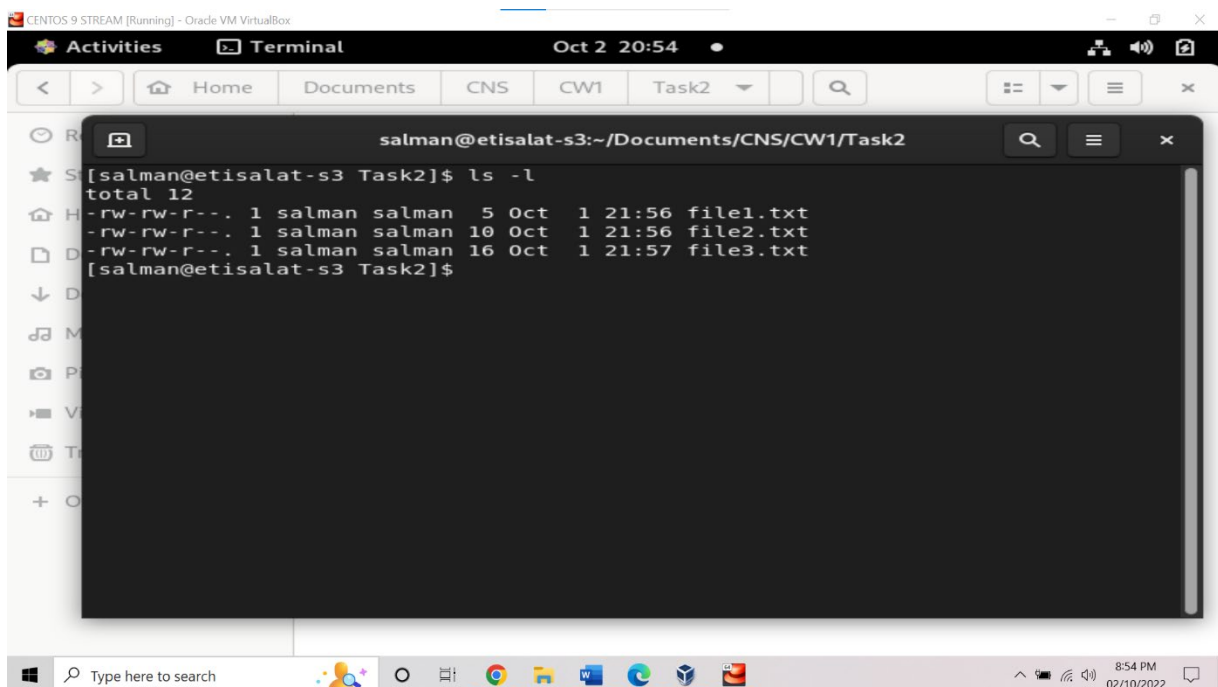 CENTOS 9 STREAM [Running] - Oracle VM VirtualBox
Activities Terminal Oct 2 20:54
Home Documents CNS CW1 Task2
salman@etisalat-s3:~/Documents/CNS/CW1/Task2
[salman@etisalat-s3 Task2]$ ls -l
total 12
-rw-rw-r--. 1 salman salman  5 Oct  1 21:56 file1.txt
-rw-rw-r--. 1 salman salman 10 Oct  1 21:56 file2.txt
-rw-rw-r--. 1 salman salman 16 Oct  1 21:57 file3.txt
[salman@etisalat-s3 Task2]$
Type here to search
8:54 PM
02/10/2022